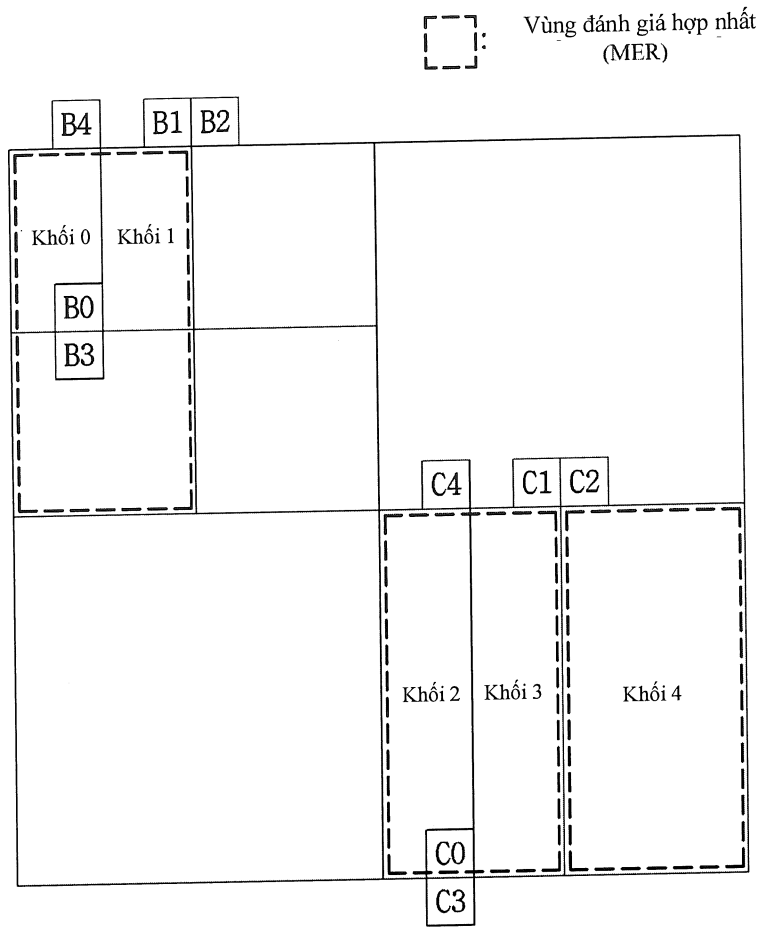 Vùng đánh giá hợp nhất
(MER)
B4
B1
B2
Khối 0
Khối 1
B0
B3
C4
C1
C2
Khối 2
Khối 3
Khối 4
C0
C3